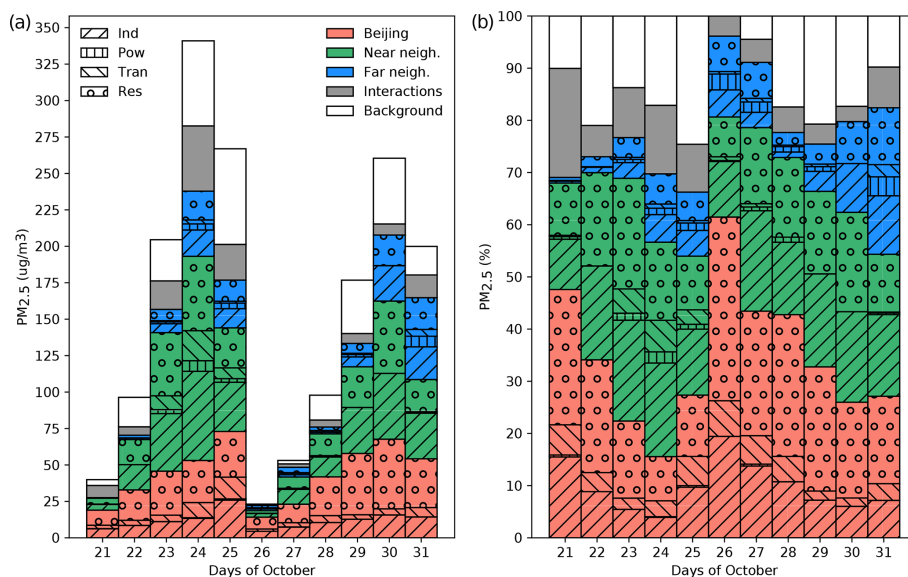 (a)
Ind
Pow
Tran
Res
Beijing
Near neigh.
Far neigh.
Interactions
Background
350
325
300
275
250
225
200
175
150
125
100
75
50
25
0
PM2.5 (ug/m3)
21 22 23 24 25 26 27 28 29 30 31
Days of October
(b)
100
90
80
70
60
50
40
30
20
10
0
PM2.5 (%)
21 22 23 24 25 26 27 28 29 30 31
Days of October